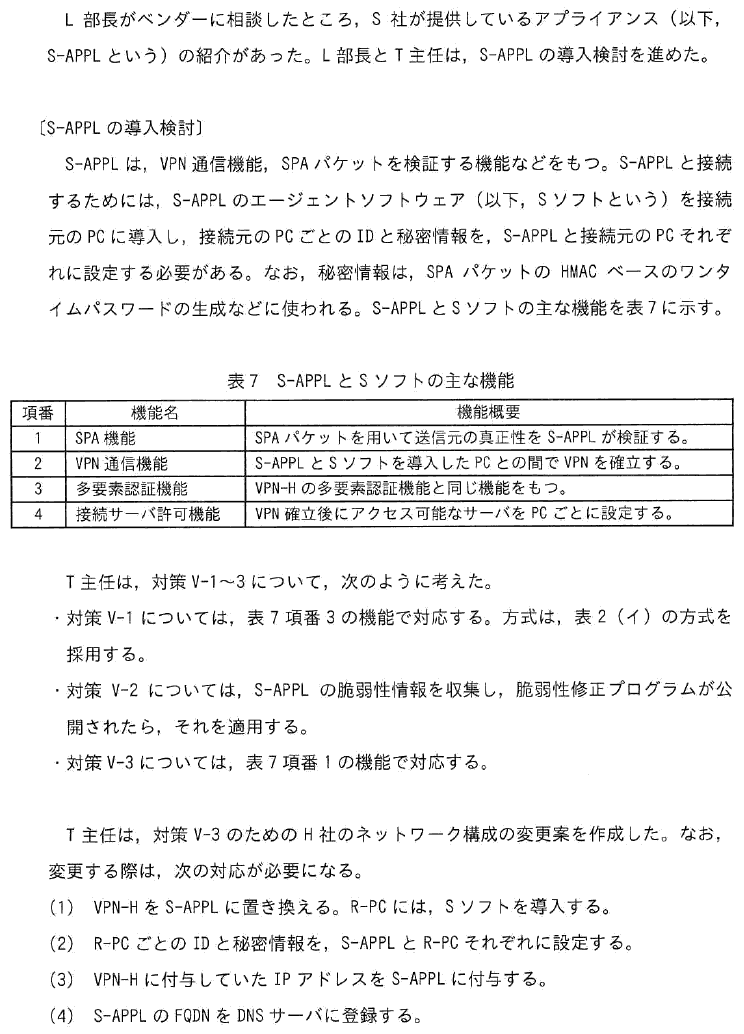 L 部長がベンダーに相談したところ，S 社が提供しているアプライアンス（以下，
S-APPL という）の紹介があった。L 部長と T 主任は，S-APPL の導入検討を進めた。
〔S-APPL の導入検討〕
S-APPL は，VPN 通信機能，SPA パケットを検証する機能などをもつ。S-APPL と接続
するためには，S-APPL のエージェントソフトウェア（以下，S ソフトという）を接続
元の PC に導入し，接続元の PC ごとの ID と秘密情報を，S-APPL と接続元の PC それぞ
れに設定する必要がある。なお，秘密情報は，SPA パケットの HMAC ベースのワンタ
イムパスワードの生成などに使われる。S-APPL と S ソフトの主な機能を表 7 に示す。
表 7 S-APPL と S ソフトの主な機能
項番 機能名 機能概要
1 SPA 機能 SPA パケットを用いて送信元の真正性を S-APPL が検証する。
2 VPN 通信機能 S-APPL と S ソフトを導入した PC との間で VPN を確立する。
3 多要素認証機能 VPN-H の多要素認証機能と同じ機能をもつ。
4 接続サーバ許可機能 VPN 確立後にアクセス可能なサーバを PC ごとに設定する。
T 主任は，対策 V-1～3 について，次のように考えた。
・対策 V-1 については，表 7 項番 3 の機能で対応する。方式は，表 2（イ）の方式を
採用する。
・対策 V-2 については，S-APPL の脆弱性情報を収集し，脆弱性修正プログラムが公
開されたら，それを適用する。
・対策 V-3 については，表 7 項番 1 の機能で対応する。
T 主任は，対策 V-3 のための H 社のネットワーク構成の変更案を作成した。なお，
変更する際は，次の対応が必要になる。
(1) VPN-H を S-APPL に置き換える。R-PC には，S ソフトを導入する。
(2) R-PC ごとの ID と秘密情報を，S-APPL と R-PC それぞれに設定する。
(3) VPN-H に付与していた IP アドレスを S-APPL に付与する。
(4) S-APPL の FQDN を DNS サーバに登録する。